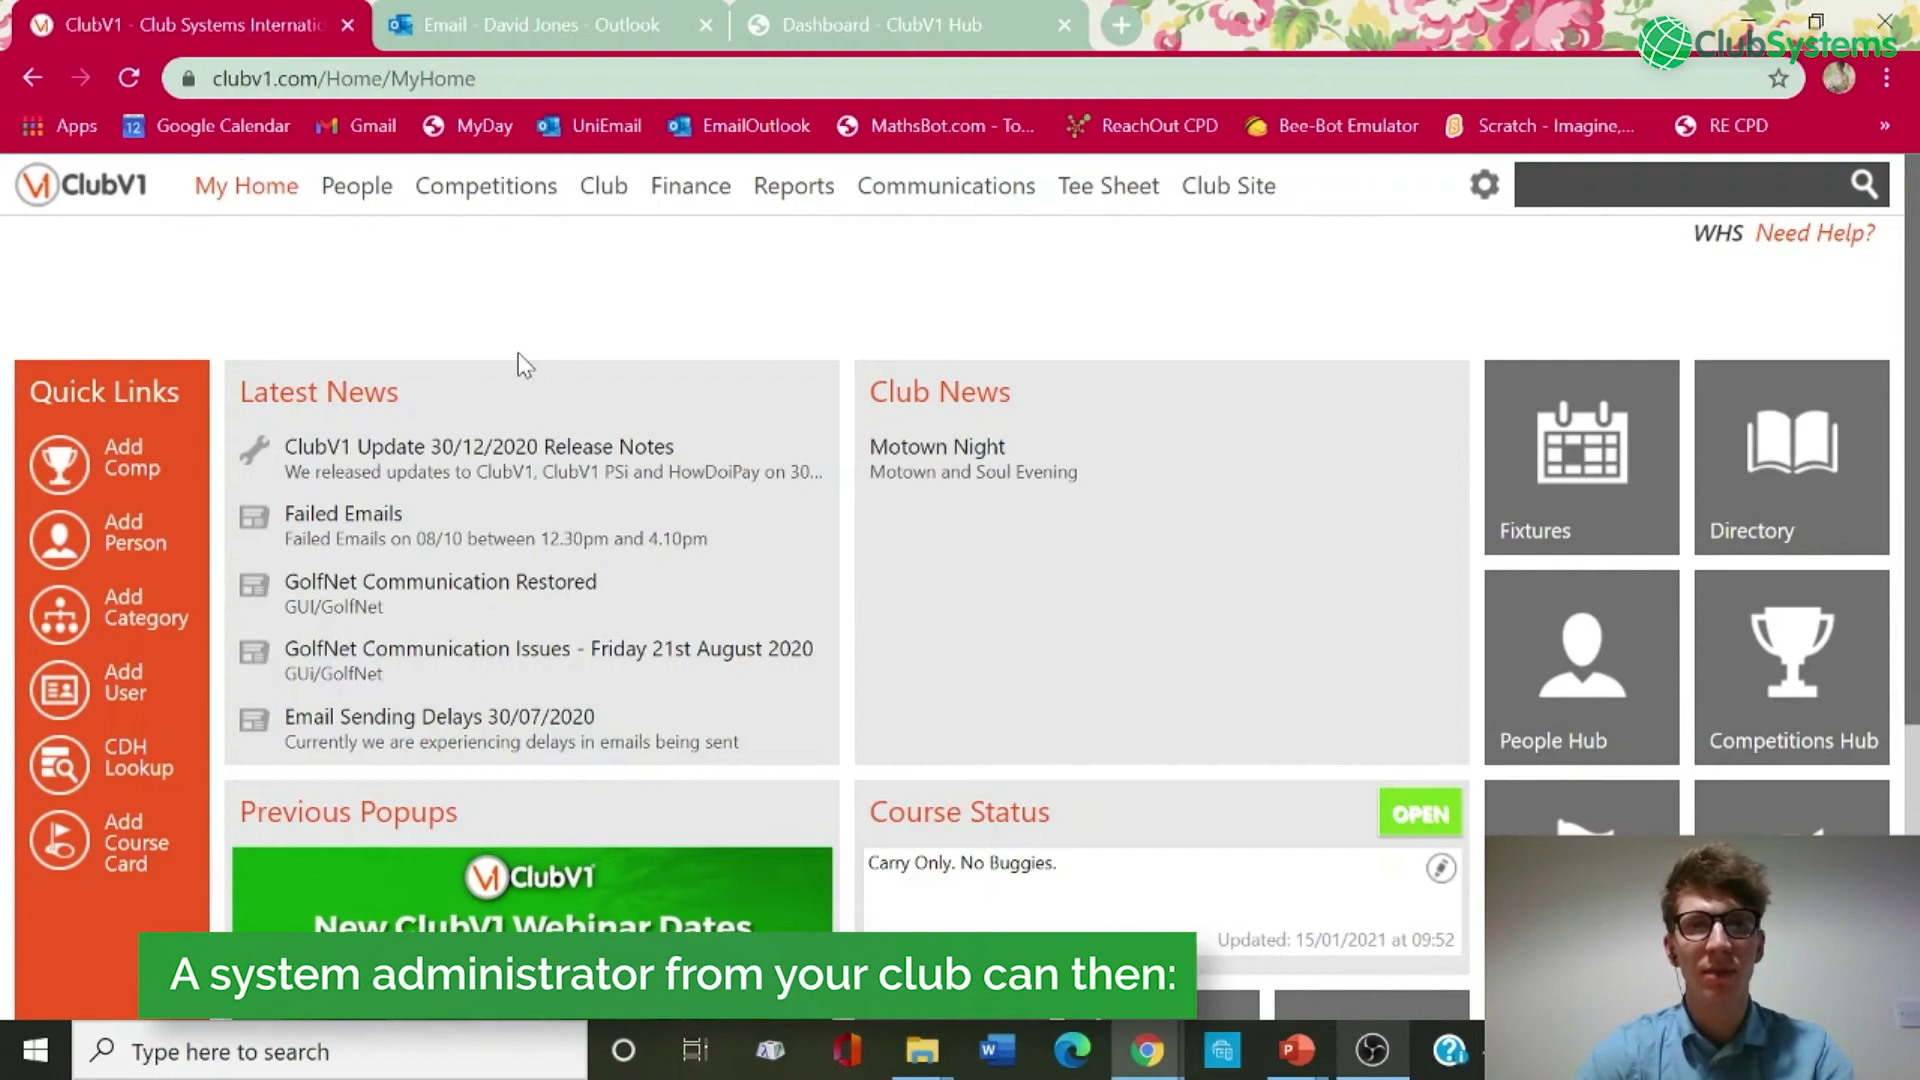 ClubV1 - Club Systems Internatio
Email - David Jones - Outlook
Dashboard - ClubV1 Hub
ClubSystems
clubv1.com/Home/MyHome
Apps
12
Google Calendar
Gmail
MyDay
UniEmail
EmailOutlook
MathsBot.com - To...
ReachOut CPD
Bee-Bot Emulator
Scratch - Imagine,...
RE CPD
»
V1 ClubV1
My Home
People
Competitions
Club
Finance
Reports
Communications
Tee Sheet
Club Site
WHS Need Help?
Quick Links
Add
Comp
Add
Person
Add
Category
Add
User
CDH
Lookup
Add
Course
Card
Latest News
ClubV1 Update 30/12/2020 Release Notes
We released updates to ClubV1, ClubV1 PSi and HowDoiPay on 30...
Failed Emails
Failed Emails on 08/10 between 12.30pm and 4.10pm
GolfNet Communication Restored
GUI/GolfNet
GolfNet Communication Issues - Friday 21st August 2020
GUi/GolfNet
Email Sending Delays 30/07/2020
Currently we are experiencing delays in emails being sent
Club News
Motown Night
Motown and Soul Evening
Fixtures
Directory
People Hub
Competitions Hub
Previous Popups
V1 ClubV1
New ClubV1 Webinar Dates
Course Status
OPEN
Carry Only. No Buggies.
Updated: 15/01/2021 at 09:52
A system administrator from your club can then:
Type here to search